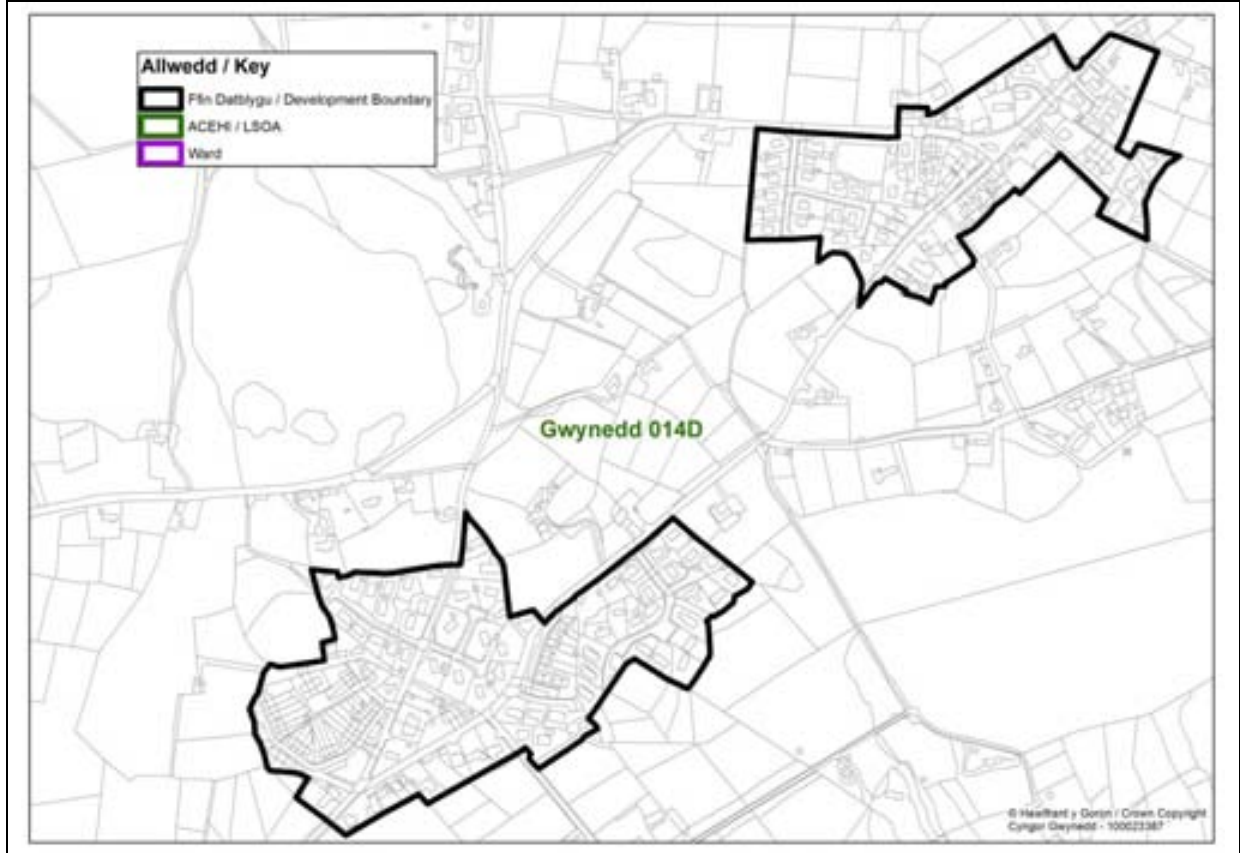 Allwedd / Key
Ffin Datblygu / Development Boundary
ACEHI / LSOA
Ward
Gwynedd 014D
© Hawlfraint y Goron / Crown Copyright
Cyngor Gwynedd - 100023387